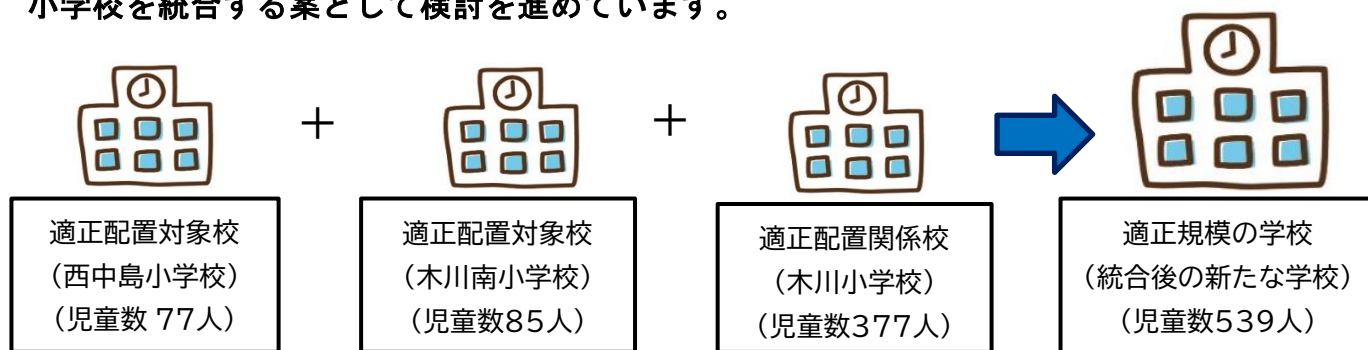 小学校を統合する案として検討を進めています。
＋
＋
適正配置対象校
（西中島小学校）
（児童数 77人）
適正配置対象校
（木川南小学校）
（児童数85人）
適正配置関係校
（木川小学校）
（児童数377人）
適正規模の学校
（統合後の新たな学校）
（児童数539人）